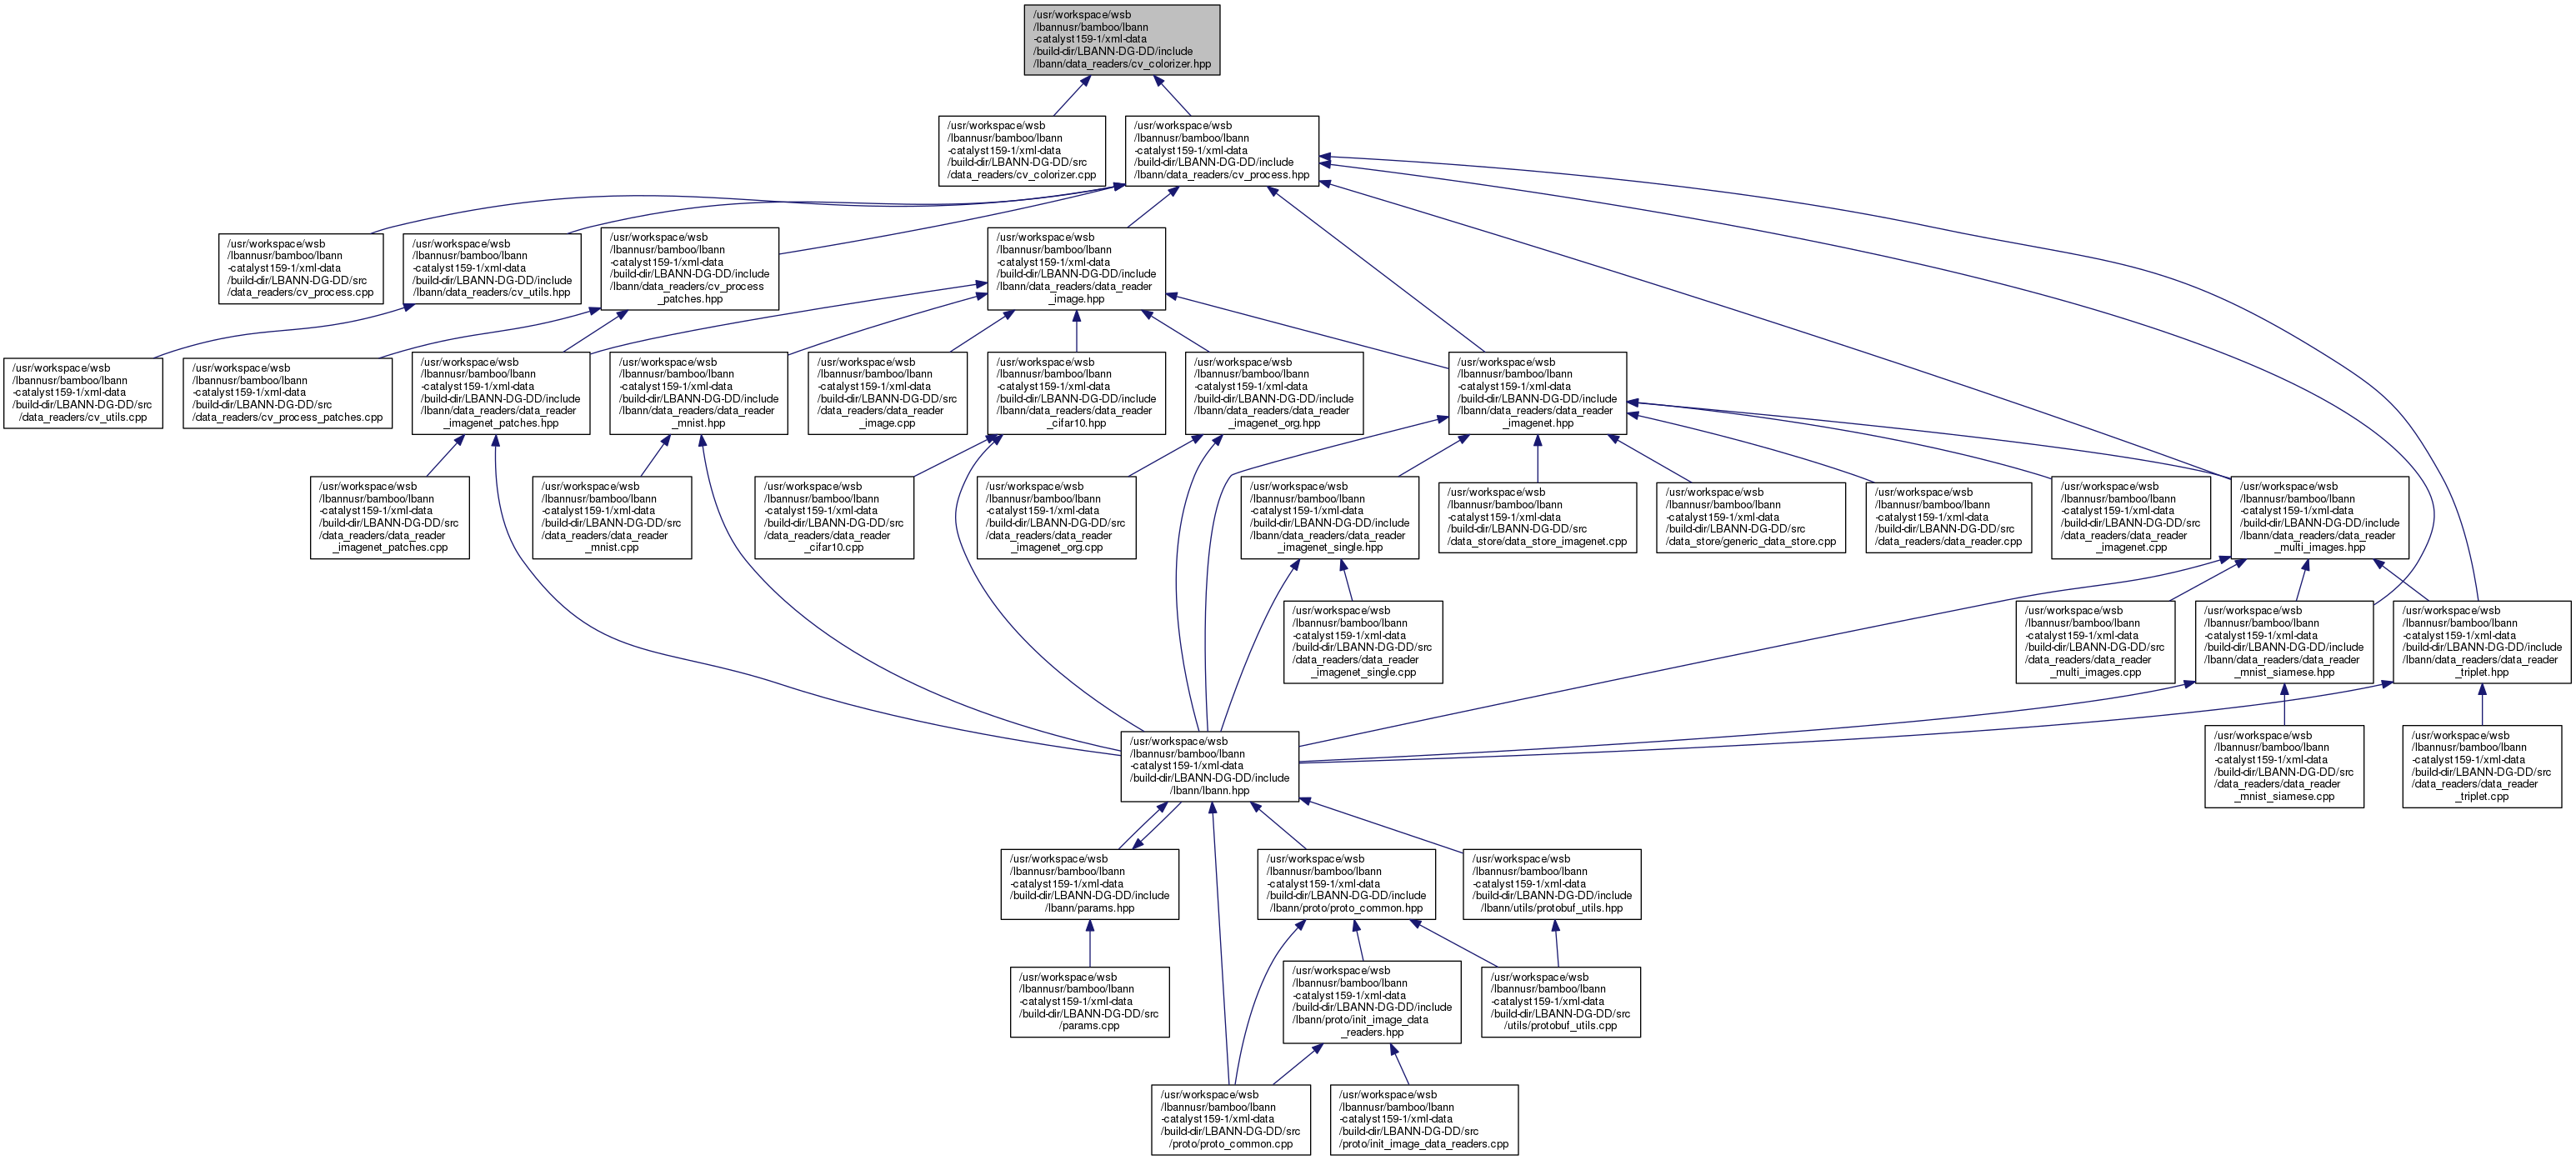 /usr/workspace/wsb
/lbannusr/bamboo/lbann
-catalyst159-1/xml-data
/build-dir/LBANN-DG-DD/include
/lbann/data_readers/cv_colorizer.hpp
/usr/workspace/wsb
/lbannusr/bamboo/lbann
-catalyst159-1/xml-data
/build-dir/LBANN-DG-DD/src
/data_readers/cv_colorizer.cpp
/usr/workspace/wsb
/lbannusr/bamboo/lbann
-catalyst159-1/xml-data
/build-dir/LBANN-DG-DD/include
/lbann/data_readers/cv_process.hpp
/usr/workspace/wsb
/lbannusr/bamboo/lbann
-catalyst159-1/xml-data
/build-dir/LBANN-DG-DD/src
/data_readers/cv_process.cpp
/usr/workspace/wsb
/lbannusr/bamboo/lbann
-catalyst159-1/xml-data
/build-dir/LBANN-DG-DD/include
/lbann/data_readers/cv_utils.hpp
/usr/workspace/wsb
/lbannusr/bamboo/lbann
-catalyst159-1/xml-data
/build-dir/LBANN-DG-DD/include
/lbann/data_readers/cv_process
_patches.hpp
/usr/workspace/wsb
/lbannusr/bamboo/lbann
-catalyst159-1/xml-data
/build-dir/LBANN-DG-DD/include
/lbann/data_readers/data_reader
_image.hpp
/usr/workspace/wsb
/lbannusr/bamboo/lbann
-catalyst159-1/xml-data
/build-dir/LBANN-DG-DD/src
/data_readers/cv_utils.cpp
/usr/workspace/wsb
/lbannusr/bamboo/lbann
-catalyst159-1/xml-data
/build-dir/LBANN-DG-DD/src
/data_readers/cv_process_patches.cpp
/usr/workspace/wsb
/lbannusr/bamboo/lbann
-catalyst159-1/xml-data
/build-dir/LBANN-DG-DD/include
/lbann/data_readers/data_reader
_imagenet_patches.hpp
/usr/workspace/wsb
/lbannusr/bamboo/lbann
-catalyst159-1/xml-data
/build-dir/LBANN-DG-DD/include
/lbann/data_readers/data_reader
_mnist.hpp
/usr/workspace/wsb
/lbannusr/bamboo/lbann
-catalyst159-1/xml-data
/build-dir/LBANN-DG-DD/src
/data_readers/data_reader
_image.cpp
/usr/workspace/wsb
/lbannusr/bamboo/lbann
-catalyst159-1/xml-data
/build-dir/LBANN-DG-DD/include
/lbann/data_readers/data_reader
_cifar10.hpp
/usr/workspace/wsb
/lbannusr/bamboo/lbann
-catalyst159-1/xml-data
/build-dir/LBANN-DG-DD/include
/lbann/data_readers/data_reader
_imagenet_org.hpp
/usr/workspace/wsb
/lbannusr/bamboo/lbann
-catalyst159-1/xml-data
/build-dir/LBANN-DG-DD/include
/lbann/data_readers/data_reader
_imagenet.hpp
/usr/workspace/wsb
/lbannusr/bamboo/lbann
-catalyst159-1/xml-data
/build-dir/LBANN-DG-DD/src
/data_readers/data_reader
_imagenet_patches.cpp
/usr/workspace/wsb
/lbannusr/bamboo/lbann
-catalyst159-1/xml-data
/build-dir/LBANN-DG-DD/src
/data_readers/data_reader
_mnist.cpp
/usr/workspace/wsb
/lbannusr/bamboo/lbann
-catalyst159-1/xml-data
/build-dir/LBANN-DG-DD/src
/data_readers/data_reader
_cifar10.cpp
/usr/workspace/wsb
/lbannusr/bamboo/lbann
-catalyst159-1/xml-data
/build-dir/LBANN-DG-DD/src
/data_readers/data_reader
_imagenet_org.cpp
/usr/workspace/wsb
/lbannusr/bamboo/lbann
-catalyst159-1/xml-data
/build-dir/LBANN-DG-DD/include
/lbann/data_readers/data_reader
_imagenet_single.hpp
/usr/workspace/wsb
/lbannusr/bamboo/lbann
-catalyst159-1/xml-data
/build-dir/LBANN-DG-DD/src
/data_store/data_store_imagenet.cpp
/usr/workspace/wsb
/lbannusr/bamboo/lbann
-catalyst159-1/xml-data
/build-dir/LBANN-DG-DD/src
/data_store/generic_data_store.cpp
/usr/workspace/wsb
/lbannusr/bamboo/lbann
-catalyst159-1/xml-data
/build-dir/LBANN-DG-DD/src
/data_readers/data_reader.cpp
/usr/workspace/wsb
/lbannusr/bamboo/lbann
-catalyst159-1/xml-data
/build-dir/LBANN-DG-DD/src
/data_readers/data_reader
_imagenet.cpp
/usr/workspace/wsb
/lbannusr/bamboo/lbann
-catalyst159-1/xml-data
/build-dir/LBANN-DG-DD/include
/lbann/data_readers/data_reader
_multi_images.hpp
/usr/workspace/wsb
/lbannusr/bamboo/lbann
-catalyst159-1/xml-data
/build-dir/LBANN-DG-DD/src
/data_readers/data_reader
_imagenet_single.cpp
/usr/workspace/wsb
/lbannusr/bamboo/lbann
-catalyst159-1/xml-data
/build-dir/LBANN-DG-DD/src
/data_readers/data_reader
_multi_images.cpp
/usr/workspace/wsb
/lbannusr/bamboo/lbann
-catalyst159-1/xml-data
/build-dir/LBANN-DG-DD/include
/lbann/data_readers/data_reader
_mnist_siamese.hpp
/usr/workspace/wsb
/lbannusr/bamboo/lbann
-catalyst159-1/xml-data
/build-dir/LBANN-DG-DD/include
/lbann/data_readers/data_reader
_triplet.hpp
/usr/workspace/wsb
/lbannusr/bamboo/lbann
-catalyst159-1/xml-data
/build-dir/LBANN-DG-DD/include
/lbann/lbann.hpp
/usr/workspace/wsb
/lbannusr/bamboo/lbann
-catalyst159-1/xml-data
/build-dir/LBANN-DG-DD/src
/data_readers/data_reader
_mnist_siamese.cpp
/usr/workspace/wsb
/lbannusr/bamboo/lbann
-catalyst159-1/xml-data
/build-dir/LBANN-DG-DD/src
/data_readers/data_reader
_triplet.cpp
/usr/workspace/wsb
/lbannusr/bamboo/lbann
-catalyst159-1/xml-data
/build-dir/LBANN-DG-DD/include
/lbann/params.hpp
/usr/workspace/wsb
/lbannusr/bamboo/lbann
-catalyst159-1/xml-data
/build-dir/LBANN-DG-DD/include
/lbann/proto/proto_common.hpp
/usr/workspace/wsb
/lbannusr/bamboo/lbann
-catalyst159-1/xml-data
/build-dir/LBANN-DG-DD/include
/lbann/utils/protobuf_utils.hpp
/usr/workspace/wsb
/lbannusr/bamboo/lbann
-catalyst159-1/xml-data
/build-dir/LBANN-DG-DD/src
/params.cpp
/usr/workspace/wsb
/lbannusr/bamboo/lbann
-catalyst159-1/xml-data
/build-dir/LBANN-DG-DD/include
/lbann/proto/init_image_data
_readers.hpp
/usr/workspace/wsb
/lbannusr/bamboo/lbann
-catalyst159-1/xml-data
/build-dir/LBANN-DG-DD/src
/utils/protobuf_utils.cpp
/usr/workspace/wsb
/lbannusr/bamboo/lbann
-catalyst159-1/xml-data
/build-dir/LBANN-DG-DD/src
/proto/proto_common.cpp
/usr/workspace/wsb
/lbannusr/bamboo/lbann
-catalyst159-1/xml-data
/build-dir/LBANN-DG-DD/src
/proto/init_image_data_readers.cpp